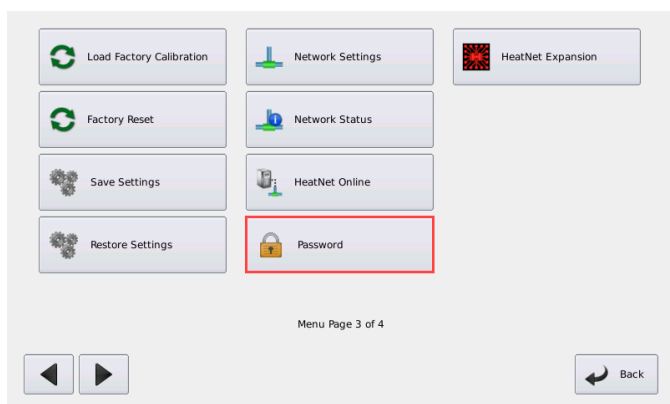 Load Factory Calibration
Network Settings
HeatNet Expansion
Factory Reset
Network Status
Save Settings
HeatNet Online
Restore Settings
Password
Menu Page 3 of 4
Back